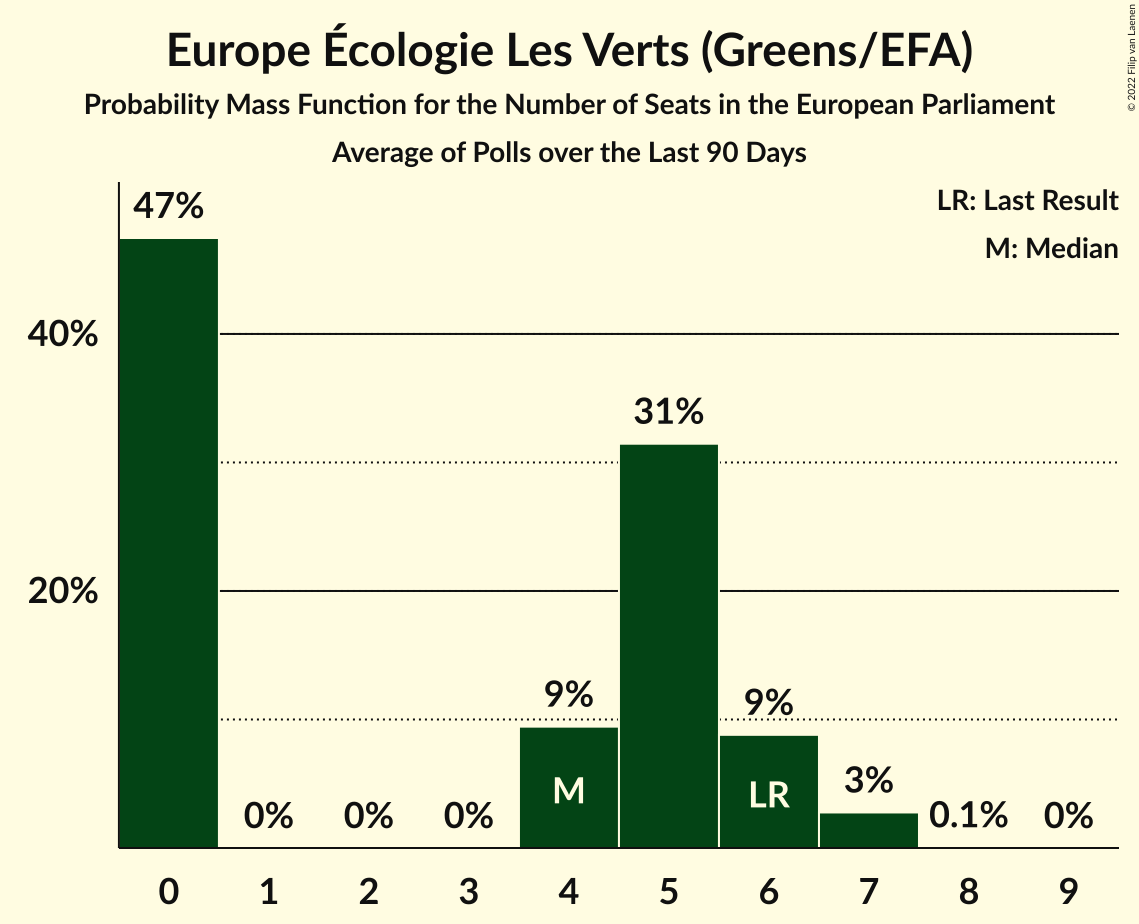 Europe Écologie Les Verts (Greens/EFA)
Probability Mass Function for the Number of Seats in the European Parliament
Average of Polls over the Last 90 Days
© 2022 Filip van Laenen
LR: Last Result
M: Median
47%
40%
31%
20%
9%
9%
M
LR
3%
0%
0%
0%
0.1%
0%
0 1 2 3 4 5 6 7 8 9